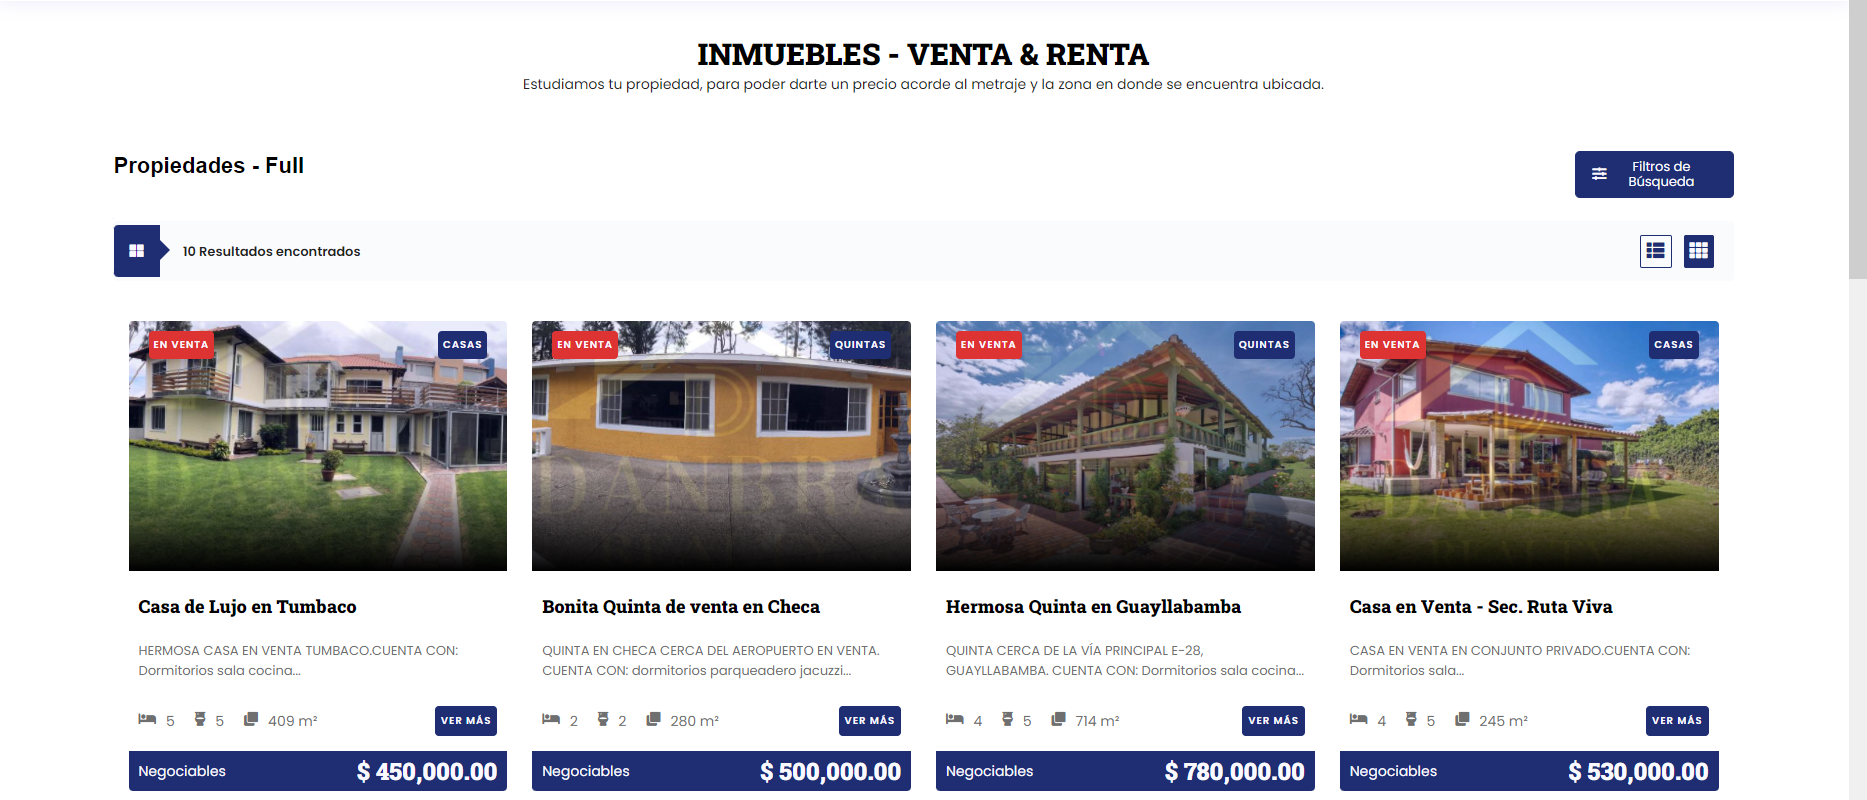 INMUEBLES - VENTA & RENTA
Estudiamos tu propiedad, para poder darte un precio acorde al metraje y la zona en donde se encuentra ubicada.
Propiedades - Full
Filtros de
Búsqueda
10 Resultados encontrados
EN VENTA
CASAS
DANBRA
Casa de Lujo en Tumbaco
HERMOSA CASA EN VENTA TUMBACO.CUENTA CON:
Dormitorios sala cocina...
5 5 409 m²
VER MÁS
Negociables
$ 450,000.00
EN VENTA
QUINTAS
DANBRA
Bonita Quinta de venta en Checa
QUINTA EN CHECA CERCA DEL AEROPUERTO EN VENTA.
CUENTA CON: dormitorios parqueadero jacuzzi...
2 2 280 m²
VER MÁS
Negociables
$ 500,000.00
EN VENTA
QUINTAS
Hermosa Quinta en Guayllabamba
QUINTA CERCA DE LA VÍA PRINCIPAL E-28,
GUAYLLABAMBA. CUENTA CON: Dormitorios sala cocina...
4 5 714 m²
VER MÁS
Negociables
$ 780,000.00
EN VENTA
CASAS
DANBRA
Casa en Venta - Sec. Ruta Viva
CASA EN VENTA EN CONJUNTO PRIVADO.CUENTA CON:
Dormitorios sala...
4 5 245 m²
VER MÁS
Negociables
$ 530,000.00